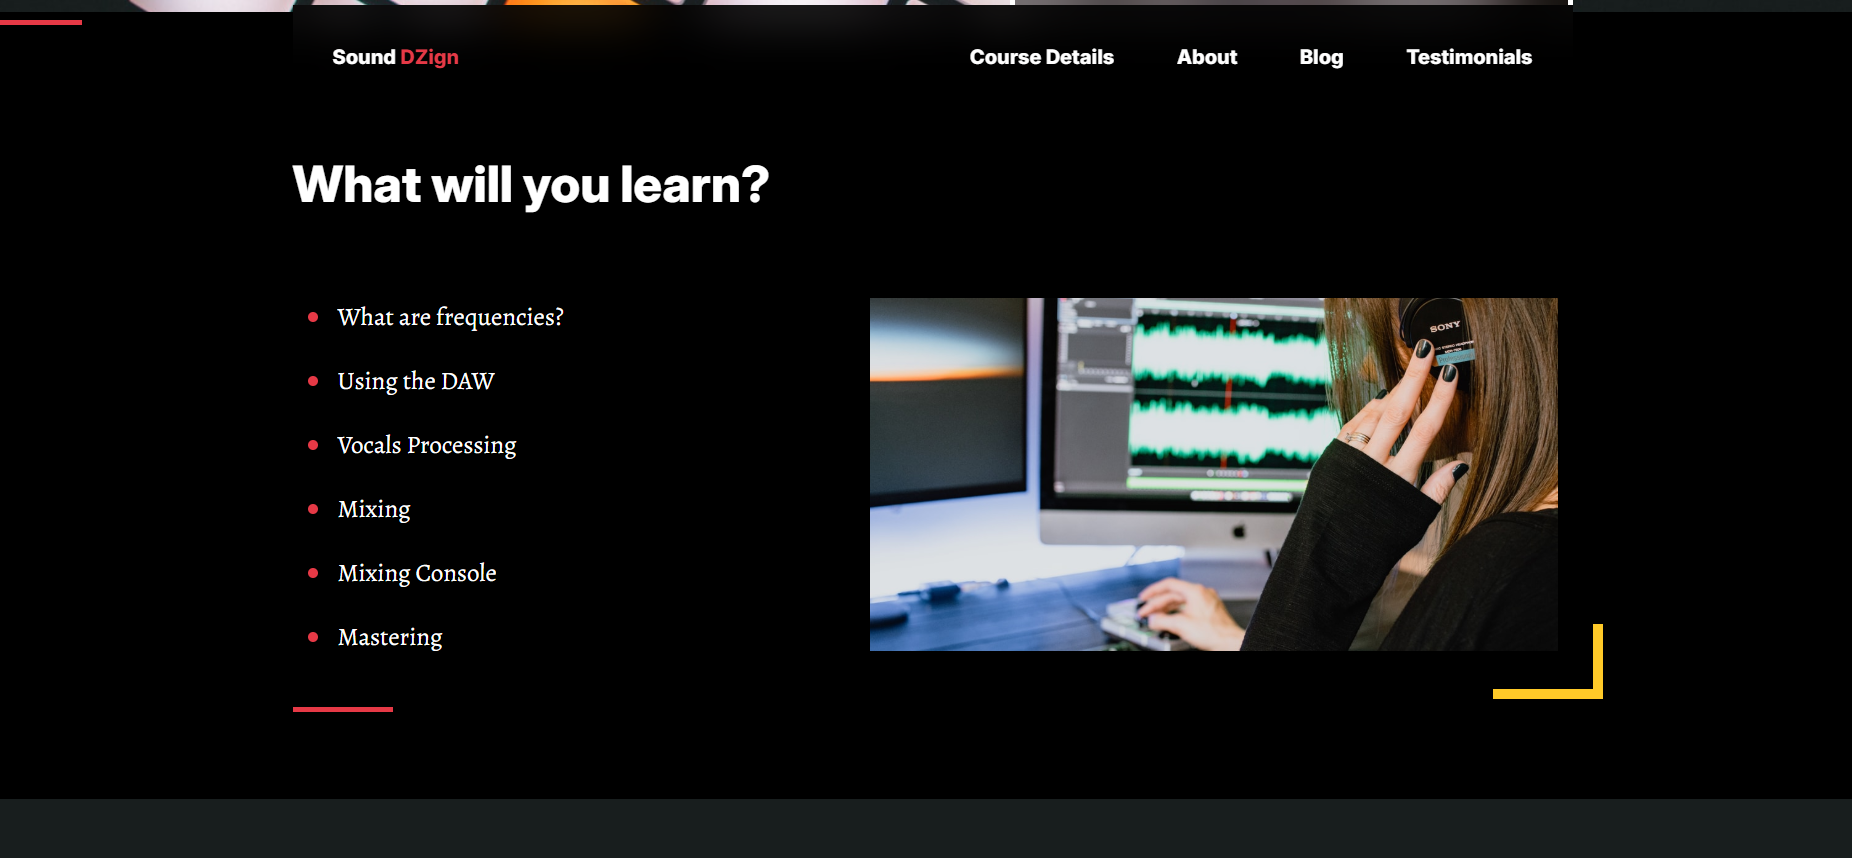 Sound DZign
Course Details
About
Blog
Testimonials
What will you learn?
What are frequencies?
Using the DAW
Vocals Processing
Mixing
Mixing Console
Mastering
SONY